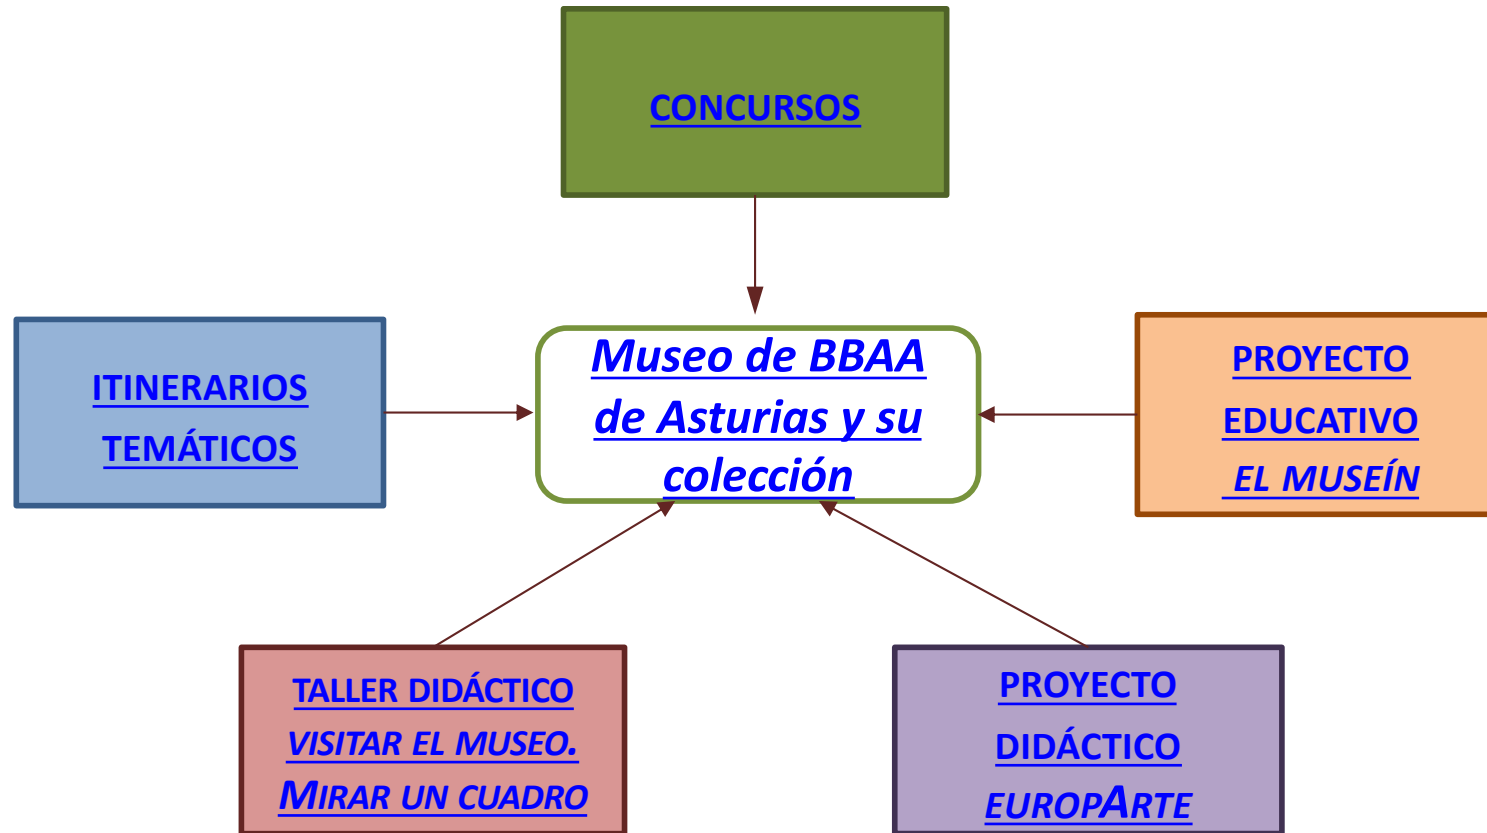 CONCURSOS
ITINERARIOS
TEMÁTICOS
Museo de BBAA
de Asturias y su
colección
PROYECTO
EDUCATIVO
EL MUSEÍN
TALLER DIDÁCTICO
VISITAR EL MUSEO.
MIRAR UN CUADRO
PROYECTO
DIDÁCTICO
EUROPARTE